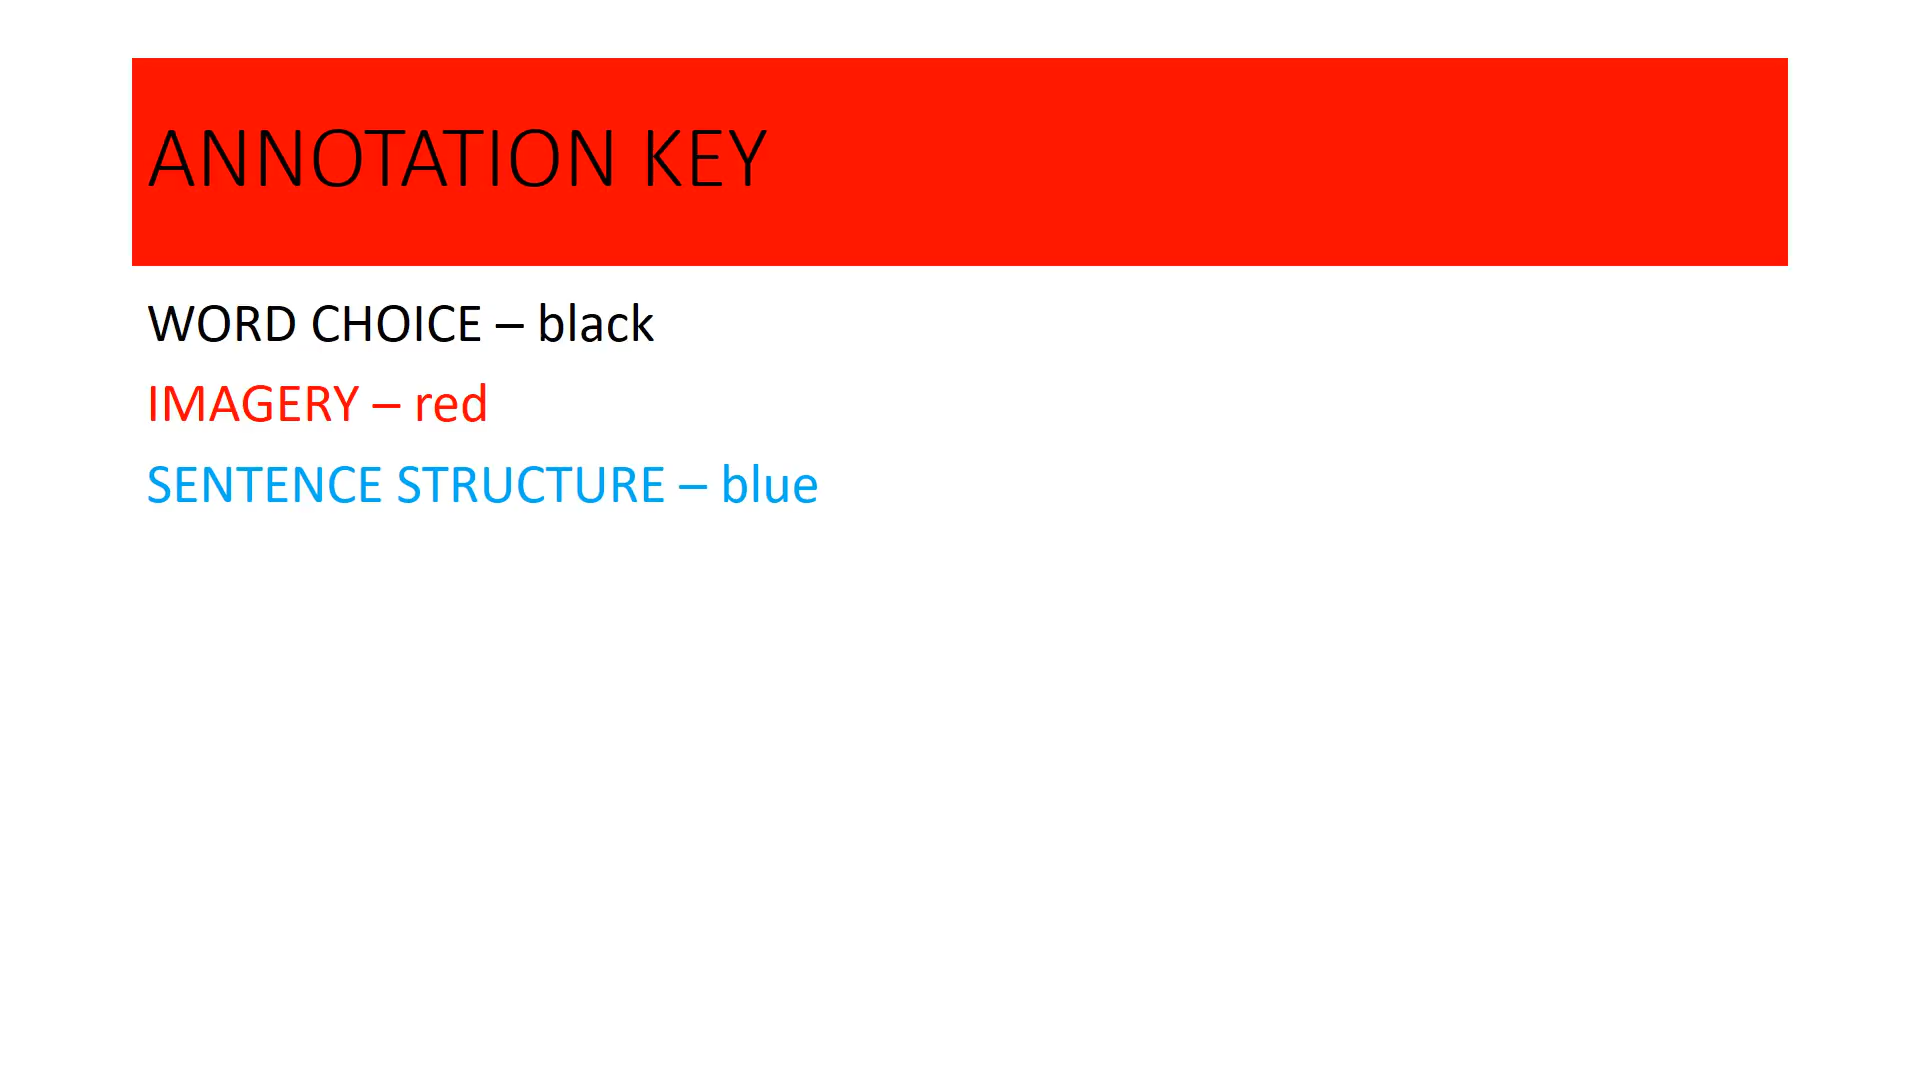 ANNOTATION KEY
WORD CHOICE – black
IMAGERY – red
SENTENCE STRUCTURE – blue